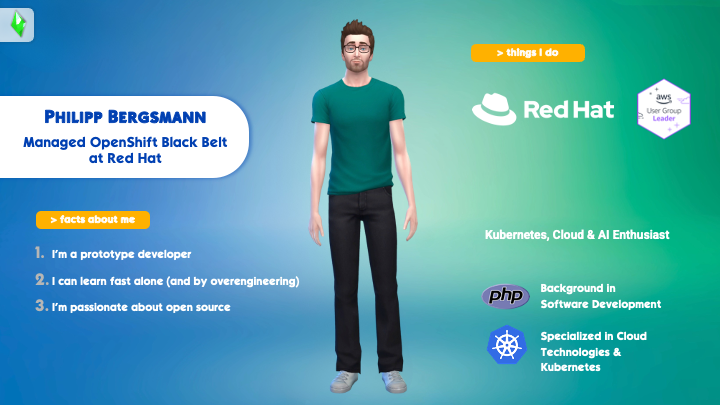 PHILIPP BERGSMANN
Managed OpenShift Black Belt
at Red Hat
> facts about me
1. I'm a prototype developer
2. I can learn fast alone (and by overengineering)
3. I'm passionate about open source
> things i do
Red Hat
aws
User Group
Leader
Kubernetes, Cloud & AI Enthusiast
php
Background in
Software Development
Specialized in Cloud
Technologies &
Kubernetes